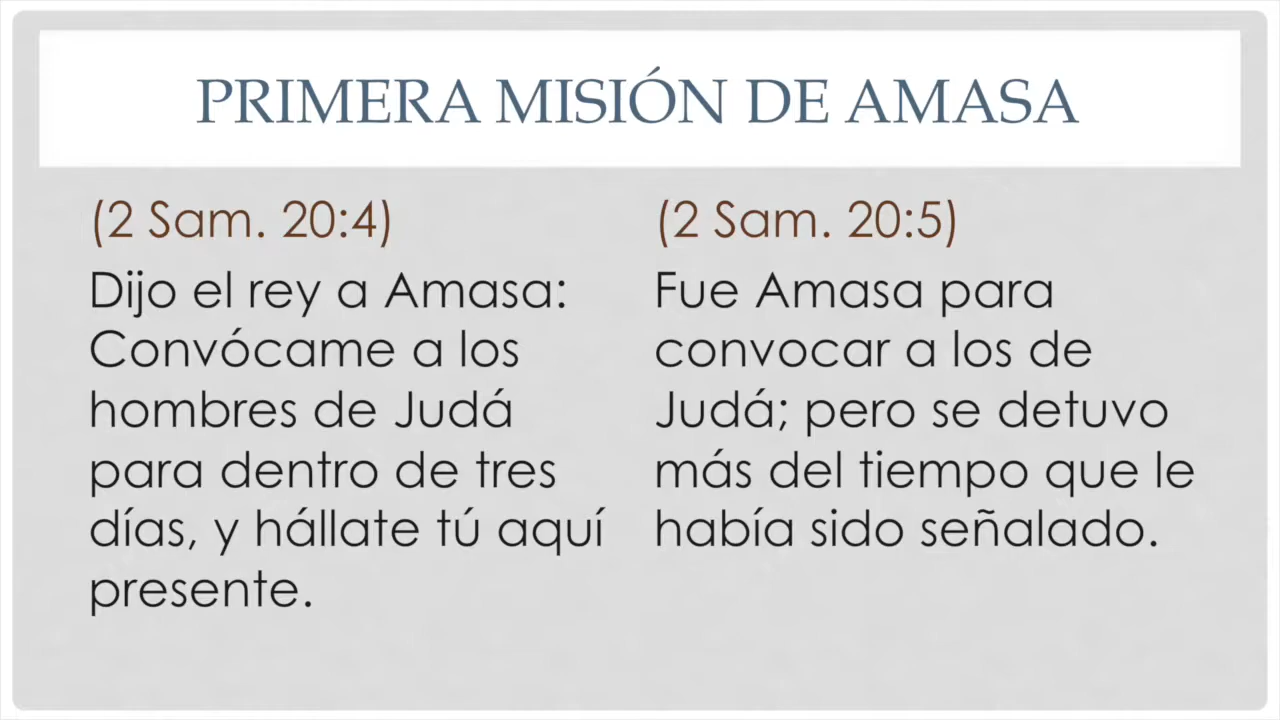 PRIMERA MISIÓN DE AMASA
(2 Sam. 20:4)
Dijo el rey a Amasa:
Convócame a los
hombres de Judá
para dentro de tres
días, y hállate tú aquí
presente.
(2 Sam. 20:5)
Fue Amasa para
convocar a los de
Judá; pero se detuvo
más del tiempo que le
había sido señalado.